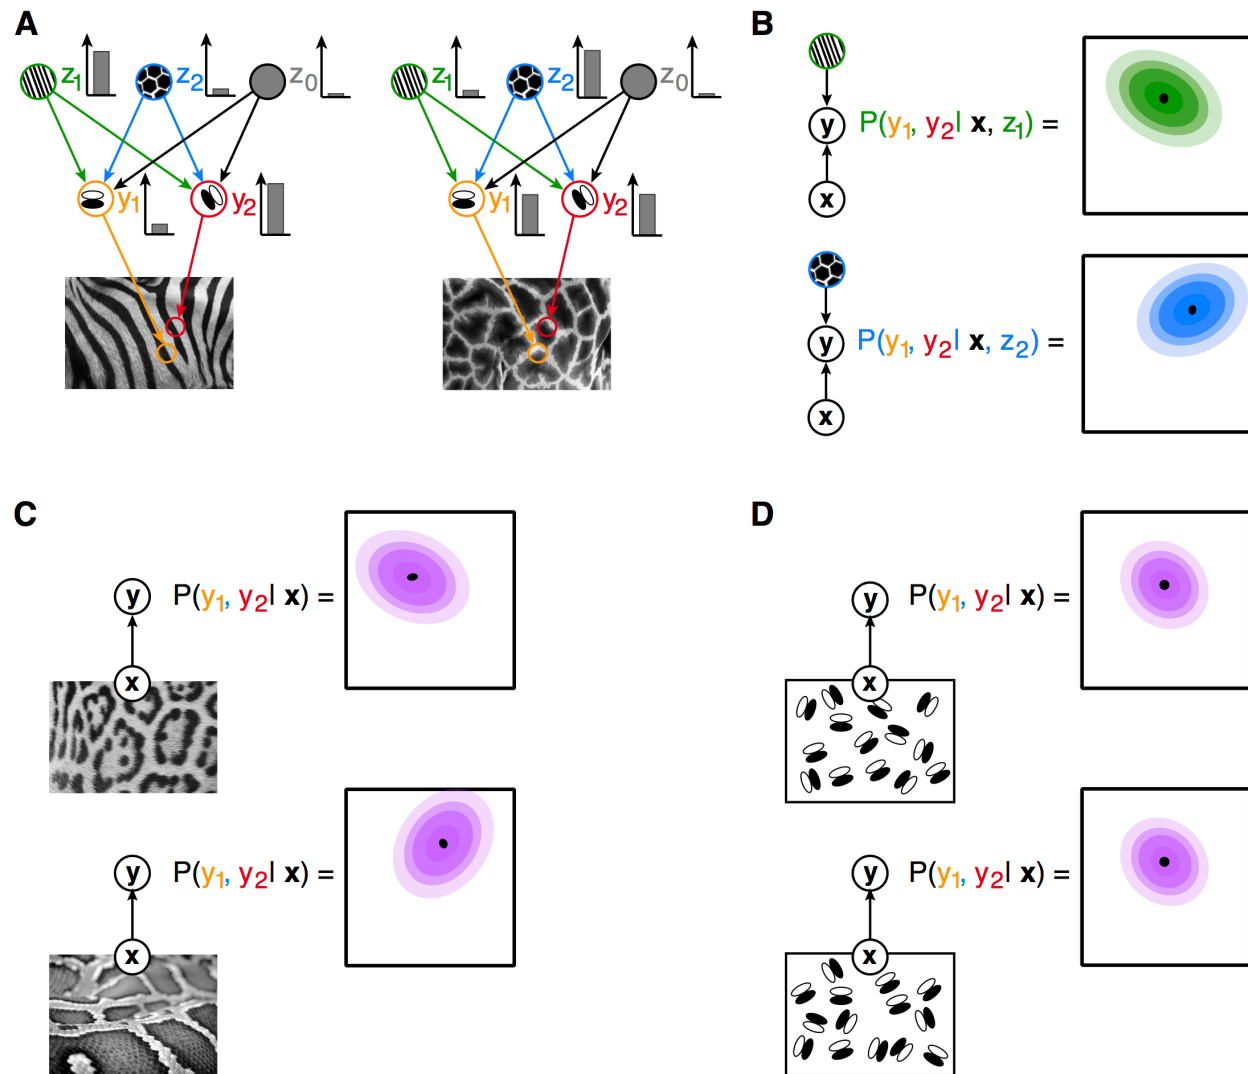 A
z1 z2 z0
y1 y2
z1 z2 z0
y1 y2
B
y P(y1, y2| x, z1) =
x
y P(y1, y2| x, z2) =
x
C
y P(y1, y2| x) =
x
y P(y1, y2| x) =
x
D
y P(y1, y2| x) =
x
y P(y1, y2| x) =
x